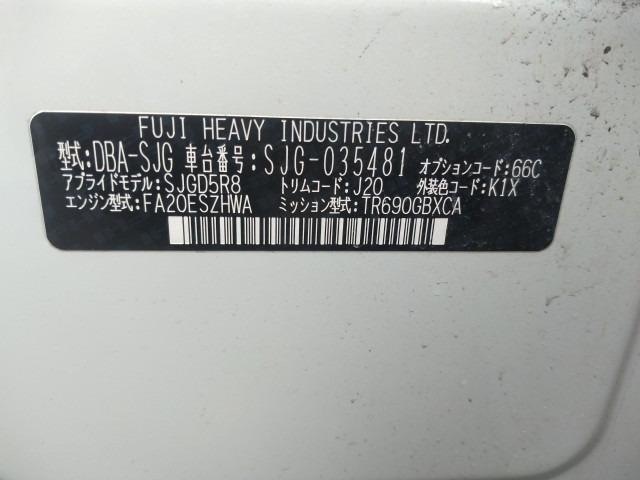 FUJI HEAVY INDUSTRIES LTD.
型式:DBA-SJG 車台番号:SJG-035481 オプションコード:66C
アプライドモデル:SJGD5R8 トリムコード:J20 外装色コード:K1X
エンジン型式:FA20ESZHWA ミッション型式:TR690GBXCA